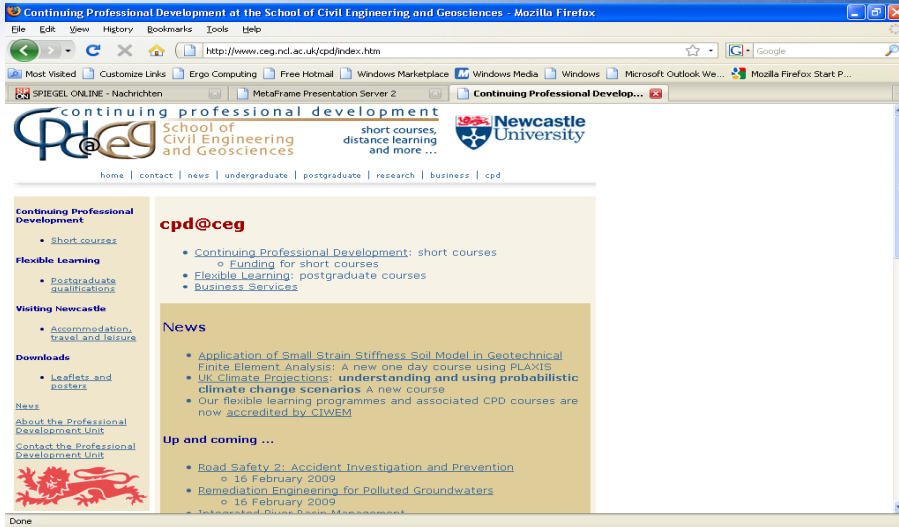 Continuing Professional Development at the School of Civil Engineering and Geosciences - Mozilla Firefox
File Edit View History Bookmarks Tools Help
http://www.ceg.ncl.ac.uk/cpd/index.htm
G Google
Most Visited Customize Links Ergo Computing Free Hotmail Windows Marketplace Windows Media Windows Microsoft Outlook We... Mozilla Firefox Start P...
SPIEGEL ONLINE - Nachrichten MetaFrame Presentation Server 2 Continuing Professional Develop...
continuing professional development
cpd@ceg
School of
Civil Engineering
and Geosciences
short courses,
distance learning
and more ...
Newcastle
University
home | contact | news | undergraduate | postgraduate | research | business | cpd
Continuing Professional
Development
• Short courses
Flexible Learning
• Postgraduate
qualifications
Visiting Newcastle
• Accommodation,
travel and leisure
Downloads
• Leaflets and
posters
News
About the Professional
Development Unit
Contact the Professional
Development Unit
cpd@ceg
• Continuing Professional Development: short courses
o Funding for short courses
• Flexible Learning: postgraduate courses
• Business Services
News
• Application of Small Strain Stiffness Soil Model in Geotechnical
Finite Element Analysis: A new one day course using PLAXIS
• UK Climate Projections: understanding and using probabilistic
climate change scenarios A new course
• Our flexible learning programmes and associated CPD courses are
now accredited by CIWEM
Up and coming ...
• Road Safety 2: Accident Investigation and Prevention
o 16 February 2009
• Remediation Engineering for Polluted Groundwaters
o 16 February 2009
• Integrated River Basin Management
Done